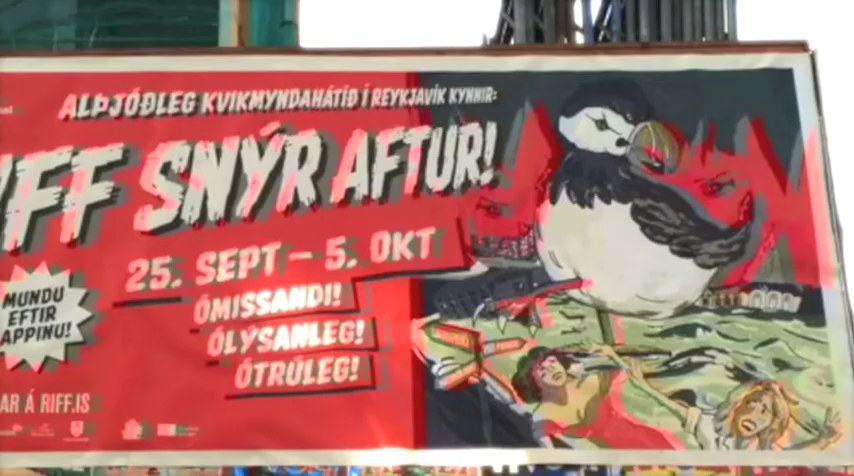 ALÞJÓÐLEG KVIKMYNDAHÁTÍÐ Í REYKJAVÍK KYNNIR:
IFF SNÝR AFTUR!
25. SEPT – 5. OKT
ÓMISSANDI!
ÓLÝSANLEG!
ÓTRÚLEG!
MUNDU
EFTIR
APPINU!
AR Á RIFF.IS